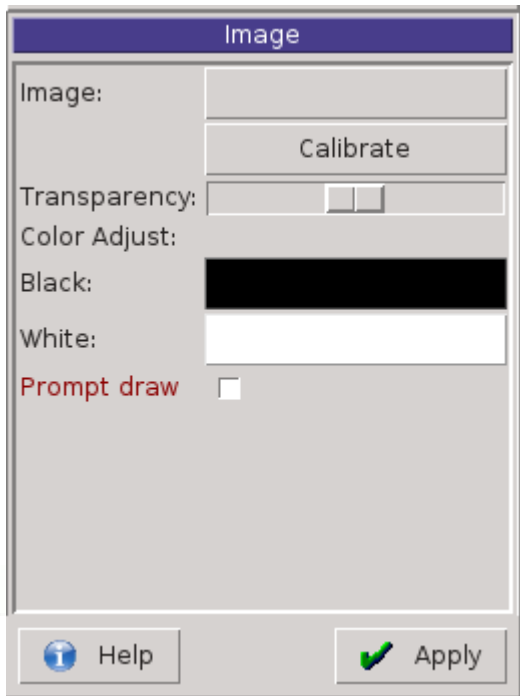 Image
Image:
Calibrate
Transparency:
Color Adjust:
Black:
White:
Prompt draw
Help
Apply